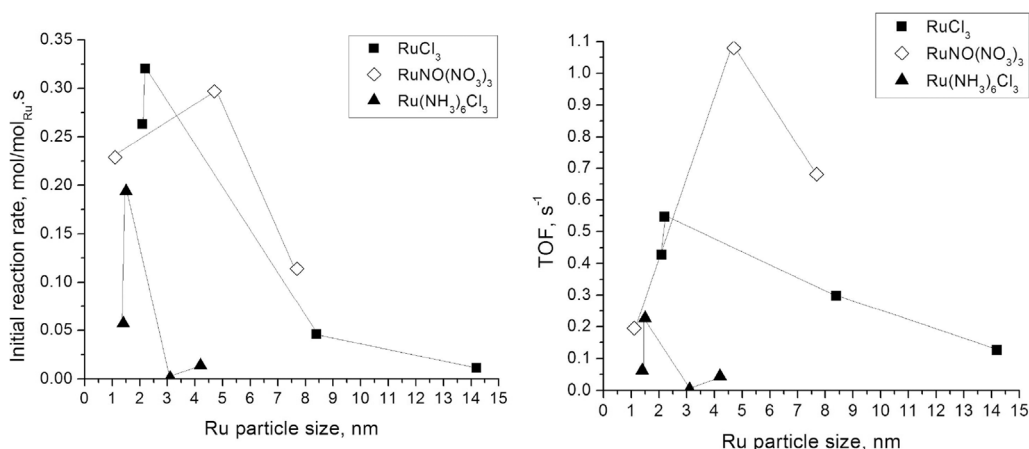 0.35
0.30
0.25
0.20
0.15
0.10
0.05
0.00
Initial reaction rate, mol/mol_Ru.s
0 1 2 3 4 5 6 7 8 9 10 11 12 13 14 15
Ru particle size, nm
RuCl₃
RuNO(NO₃)₃
Ru(NH₃)₆Cl₃
1.1
1.0
0.9
0.8
0.7
0.6
0.5
0.4
0.3
0.2
0.1
0.0
TOF, s⁻¹
0 1 2 3 4 5 6 7 8 9 10 11 12 13 14 15
Ru particle size, nm
RuCl₃
RuNO(NO₃)₃
Ru(NH₃)₆Cl₃